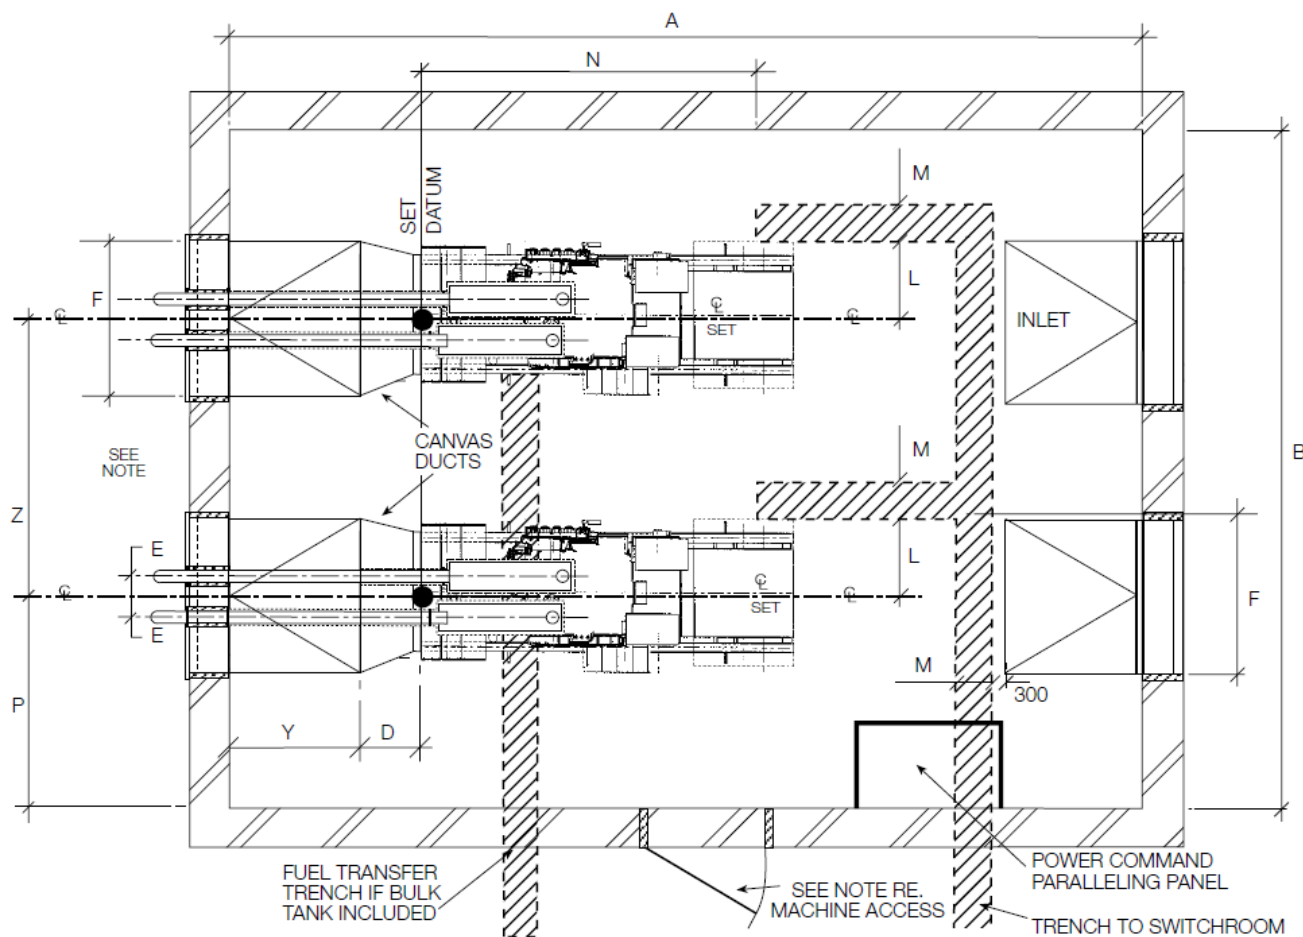 A
N
M
SET
DATUM
F
L
℄
℄
SET
℄
INLET
CANVAS
DUCTS
SEE
NOTE
M
B
Z
E
L
℄
℄
SET
℄
F
E
M
300
P
Y
D
FUEL TRANSFER
TRENCH IF BULK
TANK INCLUDED
SEE NOTE RE.
MACHINE ACCESS
POWER COMMAND
PARALLELING PANEL
TRENCH TO SWITCHROOM